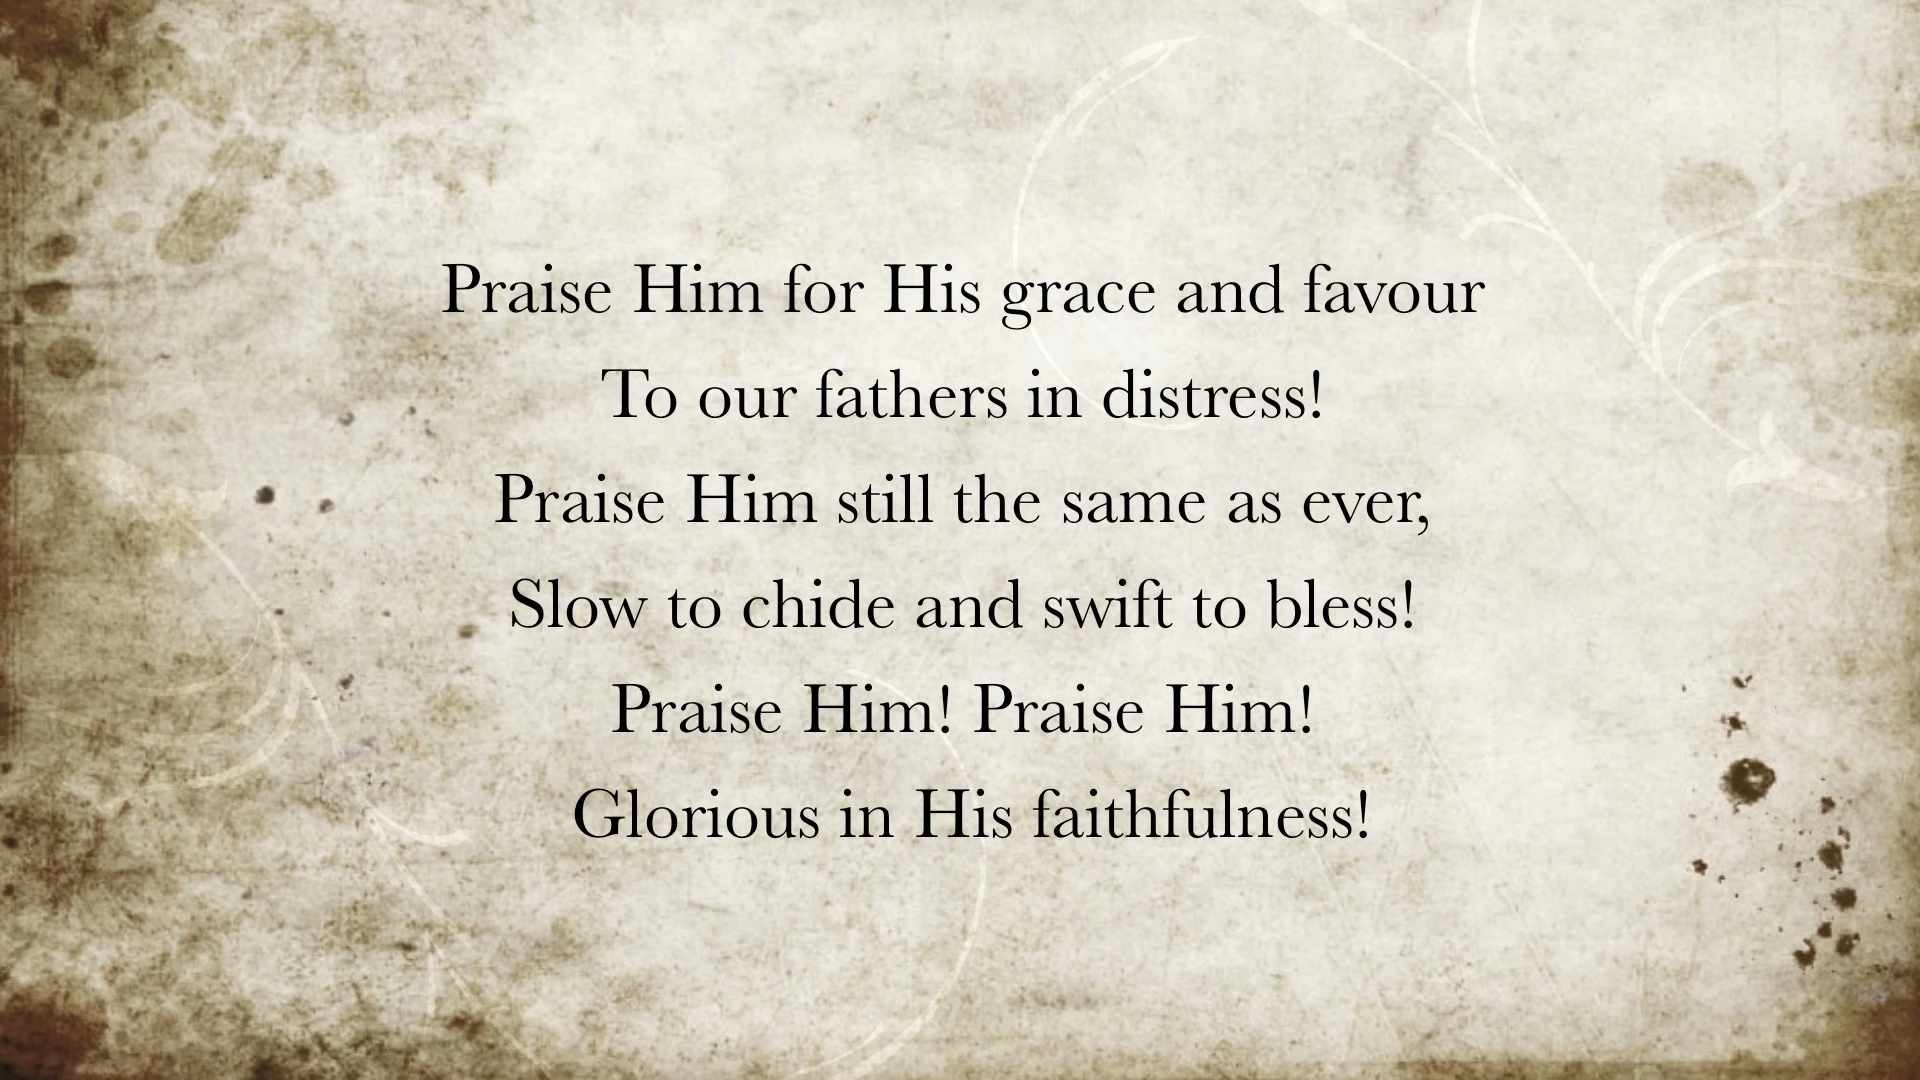 Praise Him for His grace and favour
To our fathers in distress!
Praise Him still the same as ever,
Slow to chide and swift to bless!
Praise Him! Praise Him!
Glorious in His faithfulness!